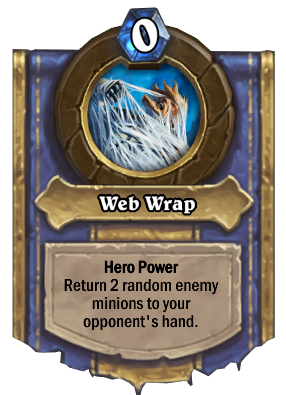 0
Web Wrap
Hero Power
Return 2 random enemy
minions to your
opponent's hand.